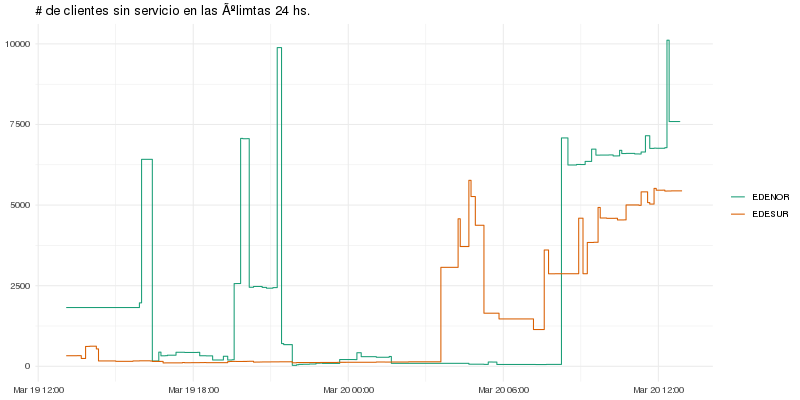 # de clientes sin servicio en las Ãºlimtas 24 hs.
10000
7500
5000
2500
0
EDENOR
EDESUR
Mar 19 12:00
Mar 19 18:00
Mar 20 00:00
Mar 20 06:00
Mar 20 12:00